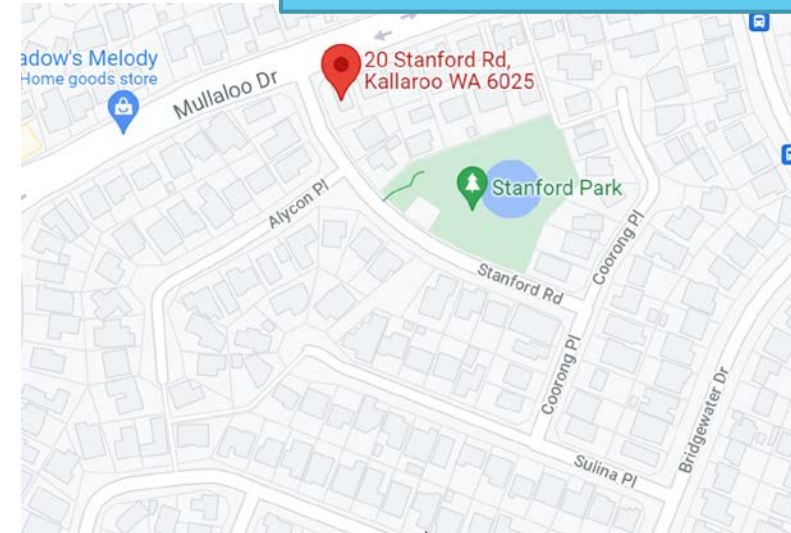 adow's Melody
Home goods store
Mullaloo Dr
20 Stanford Rd,
Kallaroo WA 6025
Stanford Park
Alycon Pl
Stanford Rd
Coorong Pl
Coorong Pl
Bridgewater Dr
Sulina Pl